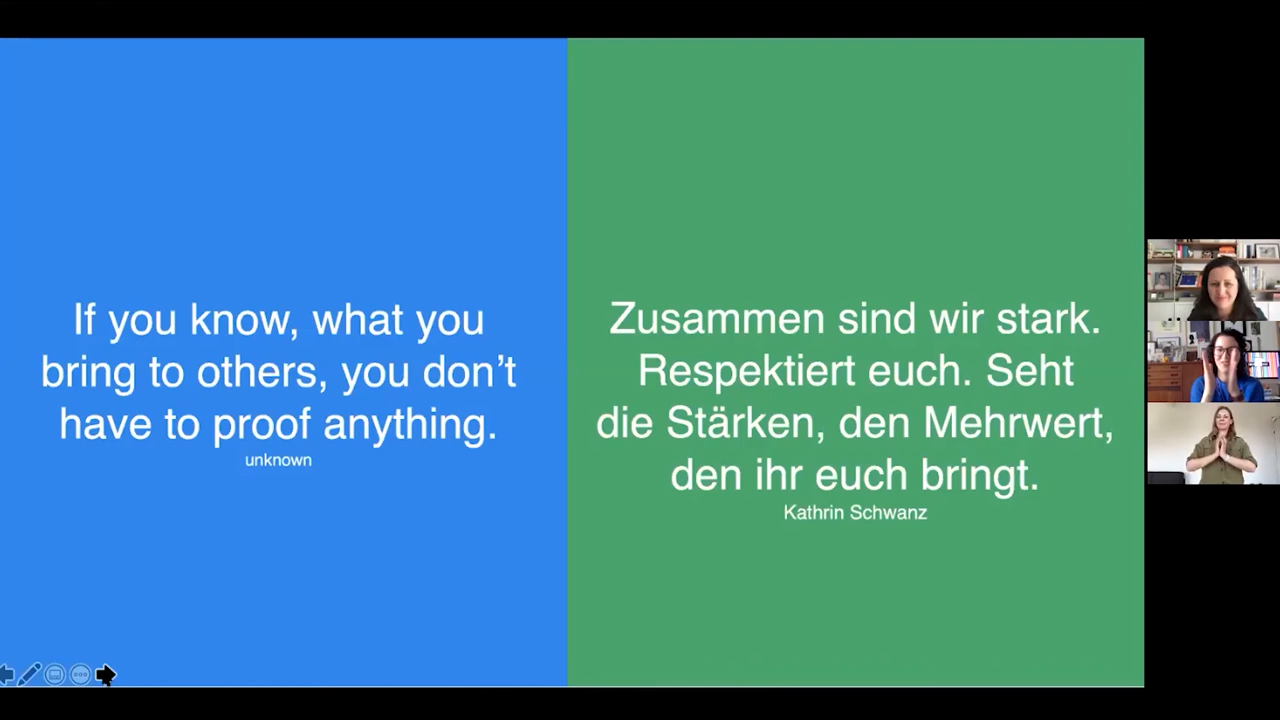 If you know, what you
bring to others, you don’t
have to proof anything.
unknown
Zusammen sind wir stark.
Respektiert euch. Seht
die Stärken, den Mehrwert,
den ihr euch bringt.
Kathrin Schwanz